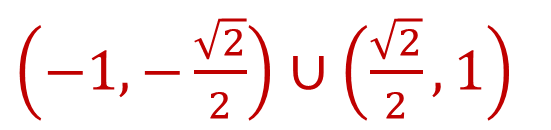 (−1, −√2/2) ∪ (√2/2, 1)